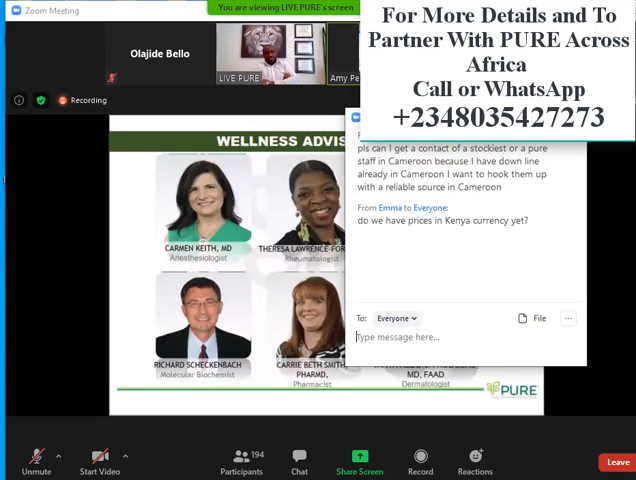 Zoom Meeting
You are viewing LIVE PURE's screen
For More Details and To
Partner With PURE Across
Africa
Call or WhatsApp
+2348035427273
Olajide Bello
LIVE PURE
Amy Pe
Recording
WELLNESS ADVIS
pls can I get a contact of a stockiest or a pure
staff in Cameroon because I have down line
already in Cameroon I want to hook them up
with a reliable source in Cameroon
From Emma to Everyone:
do we have prices in Kenya currency yet?
CARMEN KEITH, MD
Anesthesiologist
THERESA LAWRENCE-FOR
Rheumatologist
RICHARD SCHECKENBACH
Molecular Biochemist
CARRIE BETH SMITH,
PHARMD,
Pharmacist
MD, FAAD
Dermatologist
PURE
To: Everyone
File
Type message here...
Unmute
Start Video
194
Participants
Chat
Share Screen
Record
Reactions
Leave